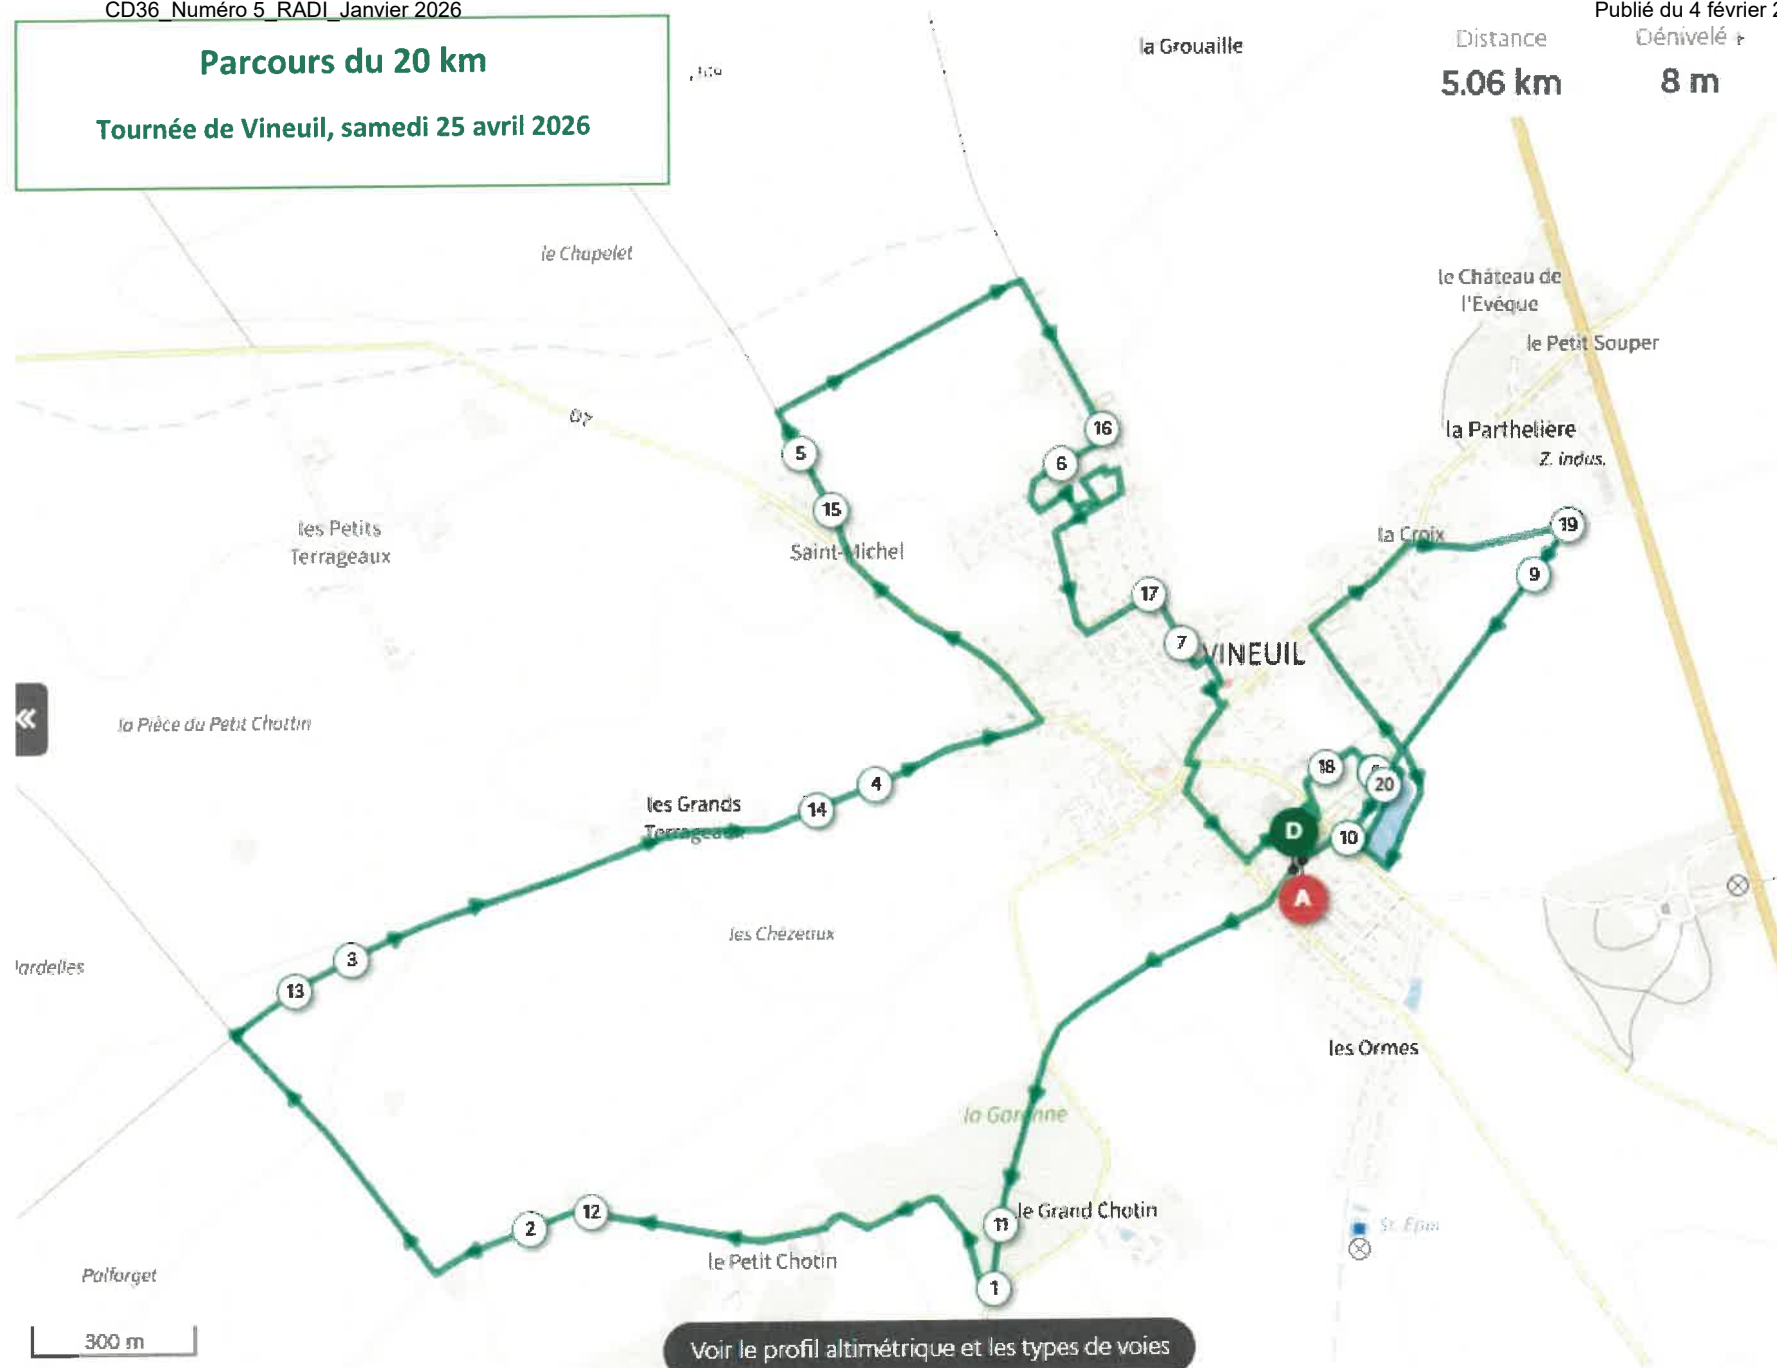 CD36_Numéro 5_RADI_Janvier 2026
Publié du 4 février 2
Parcours du 20 km
Tournée de Vineuil, samedi 25 avril 2026
Distance
Dénivelé +
5.06 km
8 m
la Grouaille
le Chapelet
le Château de
l'Evêque
le Petit Souper
D7
la Parthelière
Z. indus.
16
5
6
15
19
la Croix
les Petits
Terrageaux
Saint-Michel
9
17
7
VINEUIL
la Pièce du Petit Chottin
«
18
20
4
14
les Grands
Terrageaux
D
10
A
les Chézeaux
3
13
les Ormes
la Garenne
le Grand Chotin
11
12
2
le Petit Chotin
1
Palforget
300 m
Voir le profil altimétrique et les types de voies